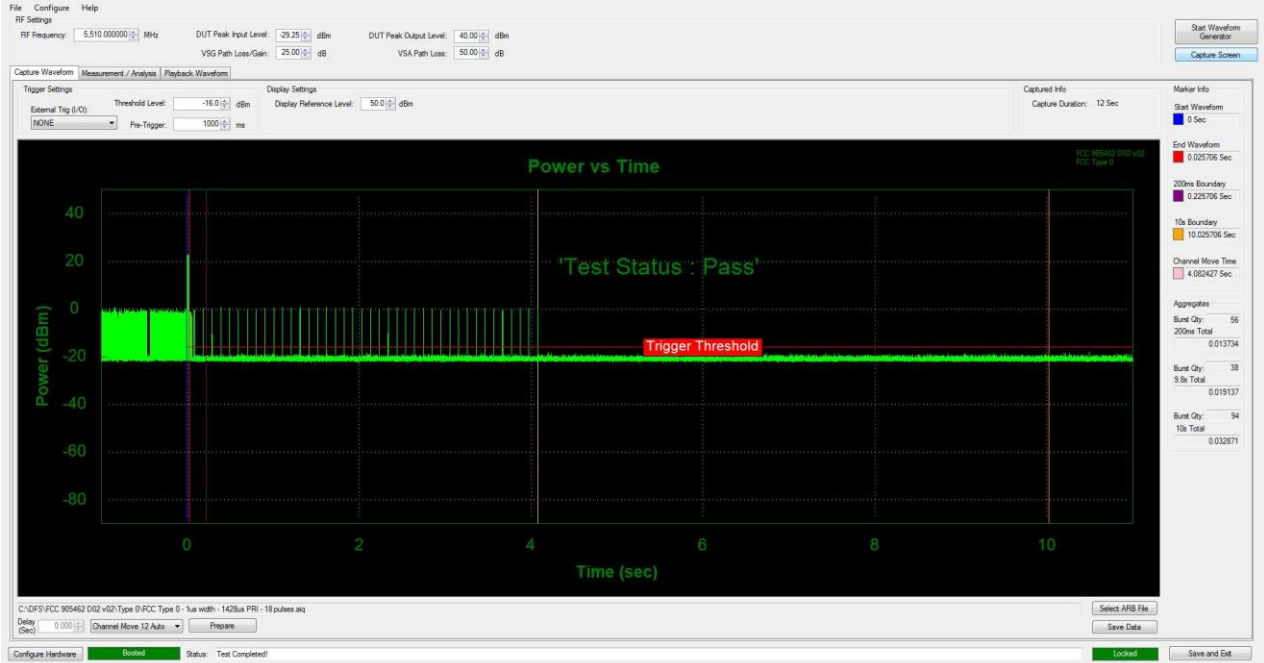 File Configure Help
RF Settings
RF Frequency: 5,510.000000 MHz DUT Peak Input Level: -29.25 dBm DUT Peak Output Level: 40.00 dBm
VSG Path Loss/Gain: 25.00 dB VSA Path Loss: 50.00 dB
Start Waveform
Generator
Capture Screen
Capture Waveform Measurement / Analysis Playback Waveform
Trigger Settings
External Trig (I/O):
NONE
Threshold Level: -16.0 dBm
Pre-Trigger: 1000 ms
Display Settings
Display Reference Level: 50.0 dBm
Captured Info
Capture Duration: 12 Sec
Marker Info
Start Waveform
0 Sec
End Waveform
0.025706 Sec
200ms Boundary
0.225706 Sec
10s Boundary
10.025706 Sec
Channel Move Time
4.082427 Sec
Aggregates
Burst Qty: 56
200ms Total
0.013734
Burst Qty: 38
9.8s Total
0.019137
Burst Qty: 94
10s Total
0.032871
Power vs Time
FCC 905462 D02 v02
FCC Type 0
'Test Status : Pass'
Trigger Threshold
Power (dBm)
40
20
0
-20
-40
-60
-80
0 2 4 6 8 10
Time (sec)
C:\DFS\FCC 905462 D02 v02\Type 0\FCC Type 0 - 1us width - 1428us PRI - 18 pulses.aiq
Select ARB File
Delay
(Sec) 0.000 Channel Move 12 Auto Prepare
Save Data
Configure Hardware Booted Status: Test Completed! Locked Save and Exit